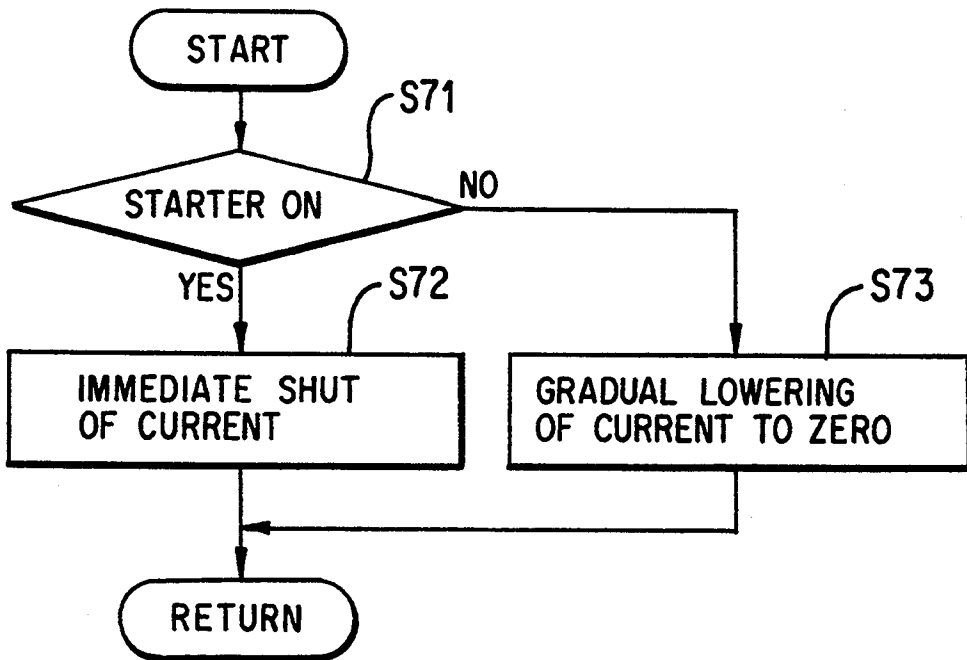 START
S71
STARTER ON
NO
YES
S72
S73
IMMEDIATE SHUT
OF CURRENT
GRADUAL LOWERING
OF CURRENT TO ZERO
RETURN